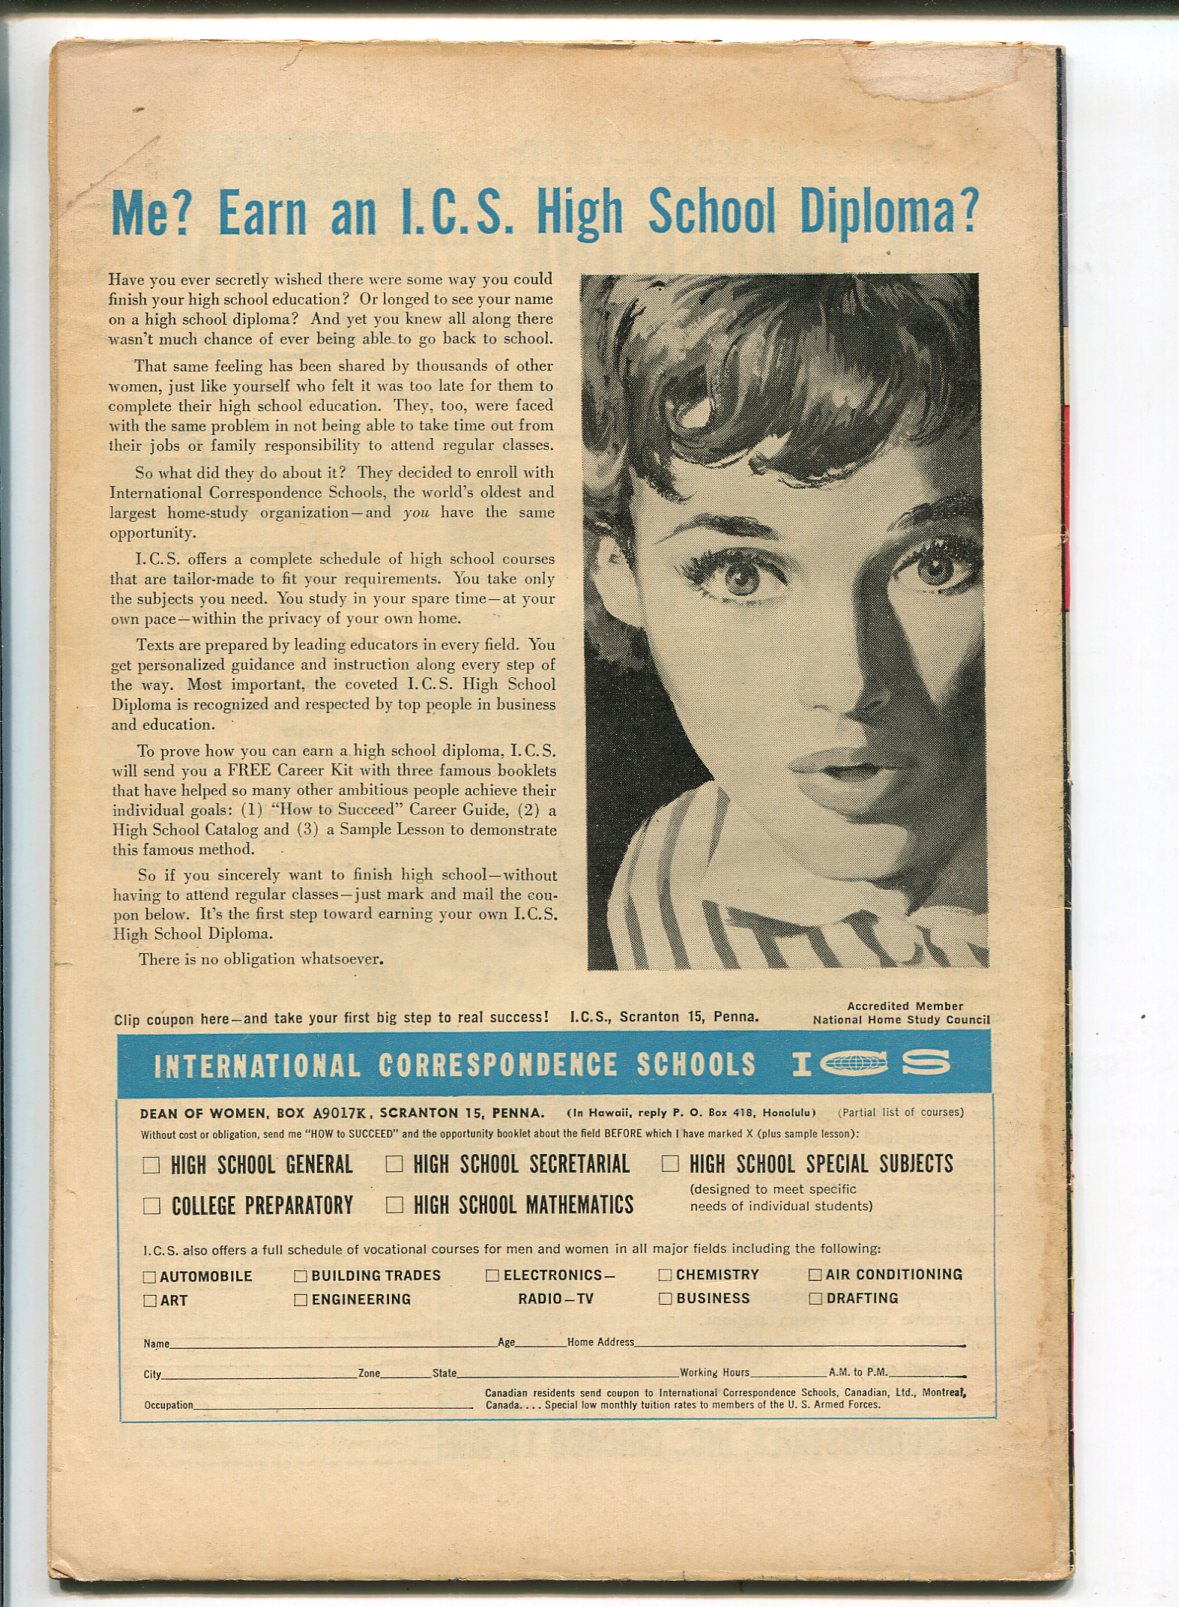 Me? Earn an I.C.S. High School Diploma?
Have you ever secretly wished there were some way you could
finish your high school education? Or longed to see your name
on a high school diploma? And yet you knew all along there
wasn't much chance of ever being able to go back to school.
That same feeling has been shared by thousands of other
women, just like yourself who felt it was too late for them to
complete their high school education. They, too, were faced
with the same problem in not being able to take time out from
their jobs or family responsibility to attend regular classes.
So what did they do about it? They decided to enroll with
International Correspondence Schools, the world's oldest and
largest home-study organization—and you have the same
opportunity.
I.C.S. offers a complete schedule of high school courses
that are tailor-made to fit your requirements. You take only
the subjects you need. You study in your spare time—at your
own pace—within the privacy of your own home.
Texts are prepared by leading educators in every field. You
get personalized guidance and instruction along every step of
the way. Most important, the coveted I.C.S. High School
Diploma is recognized and respected by top people in business
and education.
To prove how you can earn a high school diploma, I.C.S.
will send you a FREE Career Kit with three famous booklets
that have helped so many other ambitious people achieve their
individual goals: (1) "How to Succeed" Career Guide, (2) a
High School Catalog and (3) a Sample Lesson to demonstrate
this famous method.
So if you sincerely want to finish high school—without
having to attend regular classes—just mark and mail the cou-
pon below. It's the first step toward earning your own I.C.S.
High School Diploma.
There is no obligation whatsoever.
Clip coupon here—and take your first big step to real success! I.C.S., Scranton 15, Penna.
Accredited Member
National Home Study Council
INTERNATIONAL CORRESPONDENCE SCHOOLS ICS
DEAN OF WOMEN, BOX A9017K, SCRANTON 15, PENNA. (In Hawaii, reply P. O. Box 418, Honolulu) (Partial list of courses)
Without cost or obligation, send me "HOW to SUCCEED" and the opportunity booklet about the field BEFORE which I have marked X (plus sample lesson):
☐ HIGH SCHOOL GENERAL ☐ HIGH SCHOOL SECRETARIAL ☐ HIGH SCHOOL SPECIAL SUBJECTS
(designed to meet specific
☐ COLLEGE PREPARATORY ☐ HIGH SCHOOL MATHEMATICS needs of individual students)
I.C.S. also offers a full schedule of vocational courses for men and women in all major fields including the following:
☐ AUTOMOBILE ☐ BUILDING TRADES ☐ ELECTRONICS— ☐ CHEMISTRY ☐ AIR CONDITIONING
☐ ART ☐ ENGINEERING RADIO—TV ☐ BUSINESS ☐ DRAFTING
Name Age Home Address
City Zone State Working Hours A.M. to P.M.
Canadian residents send coupon to International Correspondence Schools, Canadian, Ltd., Montreal,
Occupation Canada.... Special low monthly tuition rates to members of the U. S. Armed Forces.